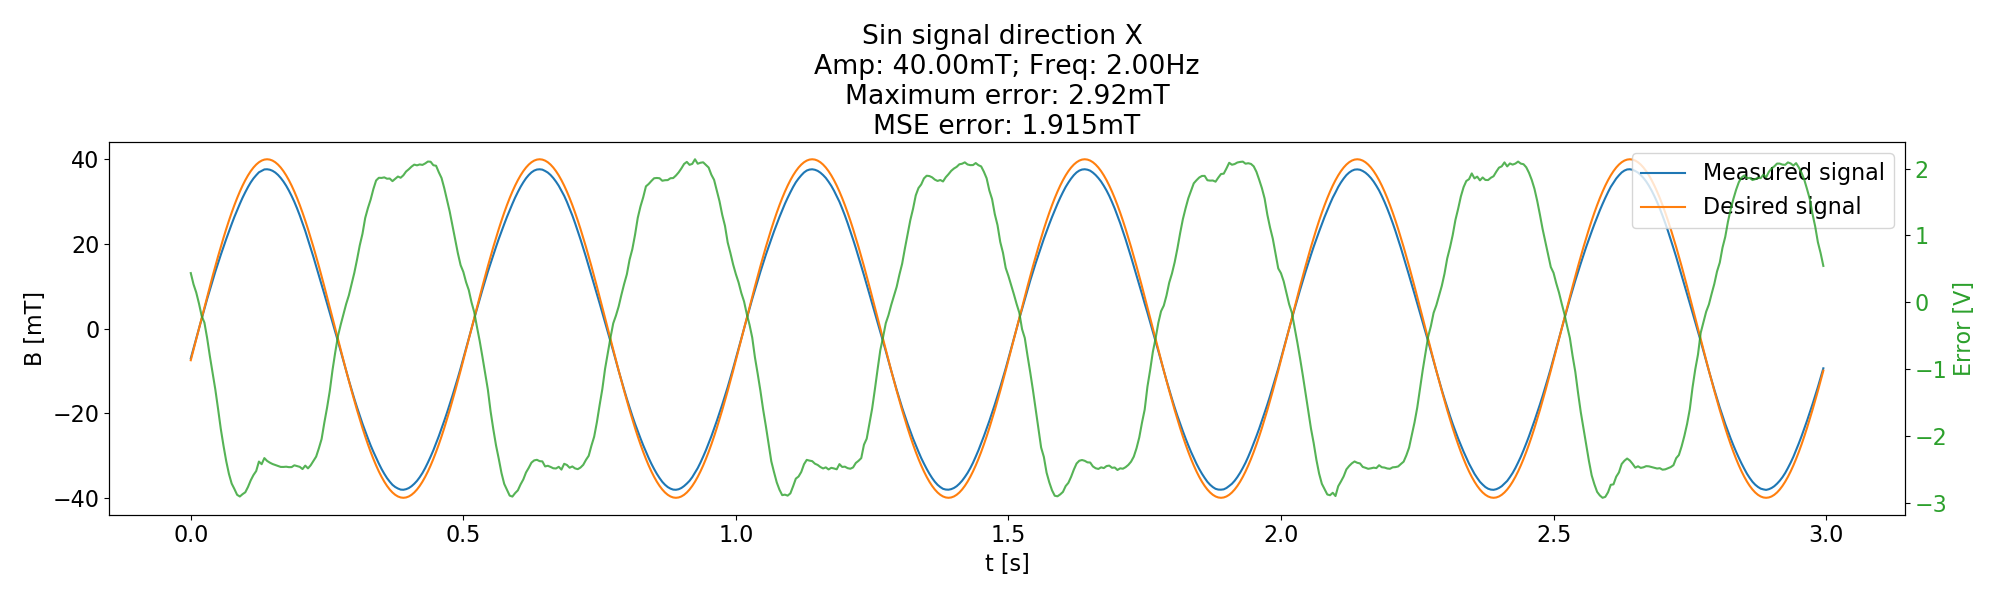 Sin signal direction X
Amp: 40.00mT; Freq: 2.00Hz
Maximum error: 2.92mT
MSE error: 1.915mT
B [mT]
40
20
0
−20
−40
Measured signal
Desired signal
2
1
0
−1
−2
−3
Error [V]
0.0 0.5 1.0 1.5 2.0 2.5 3.0
t [s]